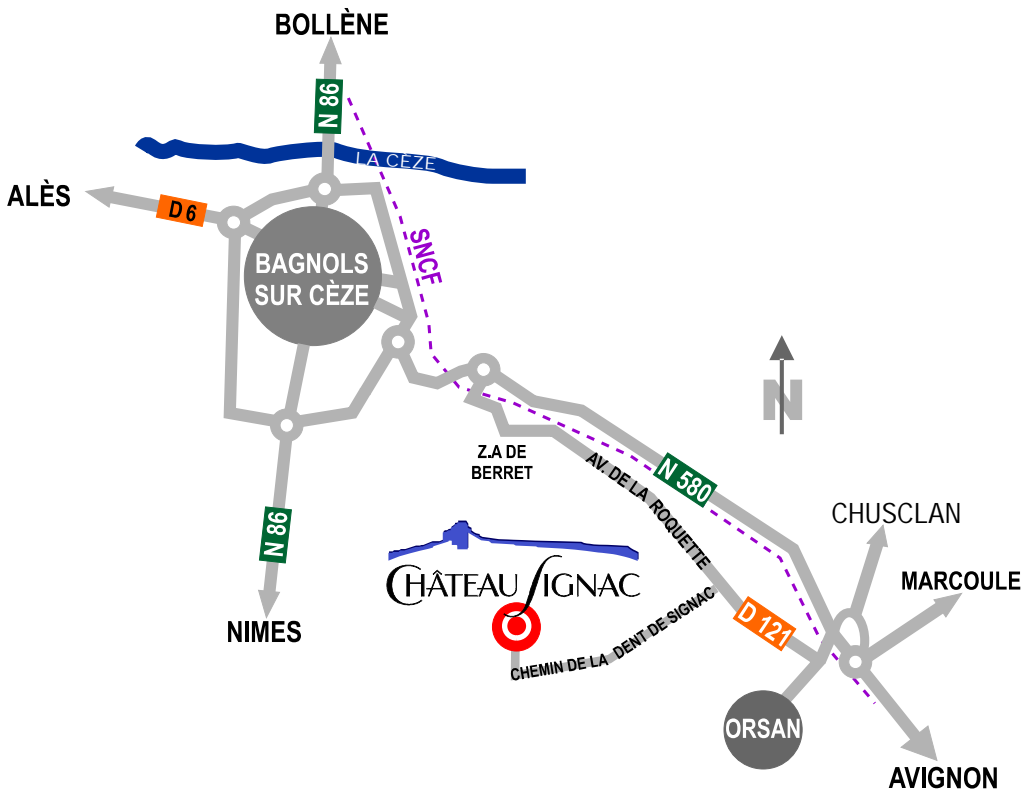 BOLLÈNE
N 86
LA CÈZE
ALÈS
D 6
SNCF
BAGNOLS
SUR CÈZE
N
Z.A DE
BERRET
AV. DE LA ROQUETTE
N 580
N 86
CHUSCLAN
CHÂTEAU SIGNAC
MARCOULE
NIMES
D 121
CHEMIN DE LA DENT DE SIGNAC
ORSAN
AVIGNON